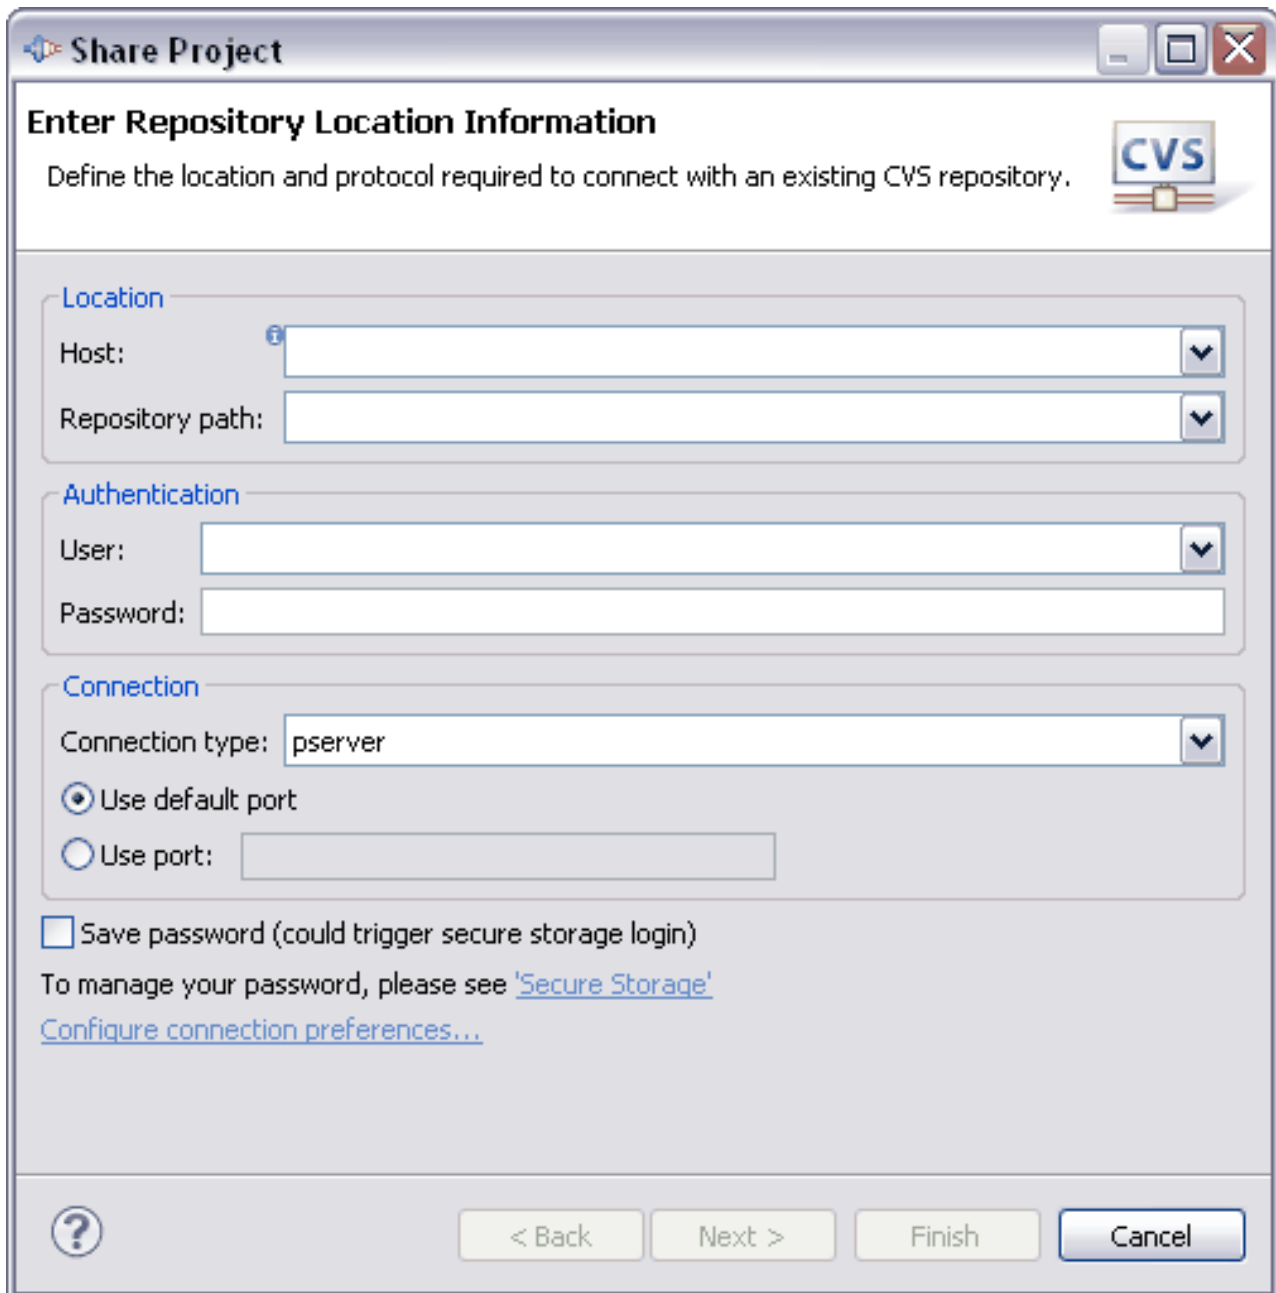 Share Project
Enter Repository Location Information
Define the location and protocol required to connect with an existing CVS repository.
CVS
Location
Host:
Repository path:
Authentication
User:
Password:
Connection
Connection type: pserver
Use default port
Use port:
Save password (could trigger secure storage login)
To manage your password, please see 'Secure Storage'
Configure connection preferences...
? < Back Next > Finish Cancel